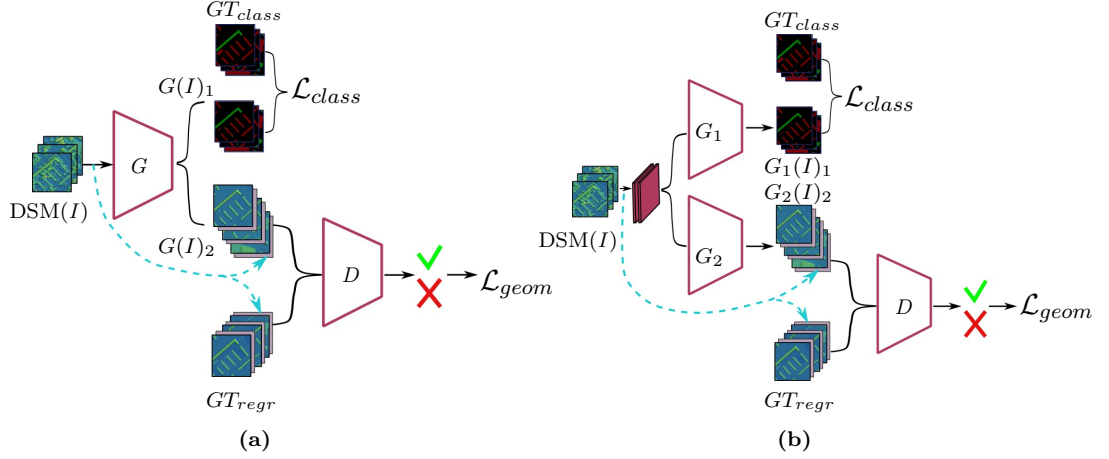 GT_class
G(I)_1
L_class
G
DSM(I)
G(I)_2
D
L_geom
GT_regr
(a)
GT_class
L_class
G_1
G_1(I)_1
G_2(I)_2
DSM(I)
G_2
D
L_geom
GT_regr
(b)